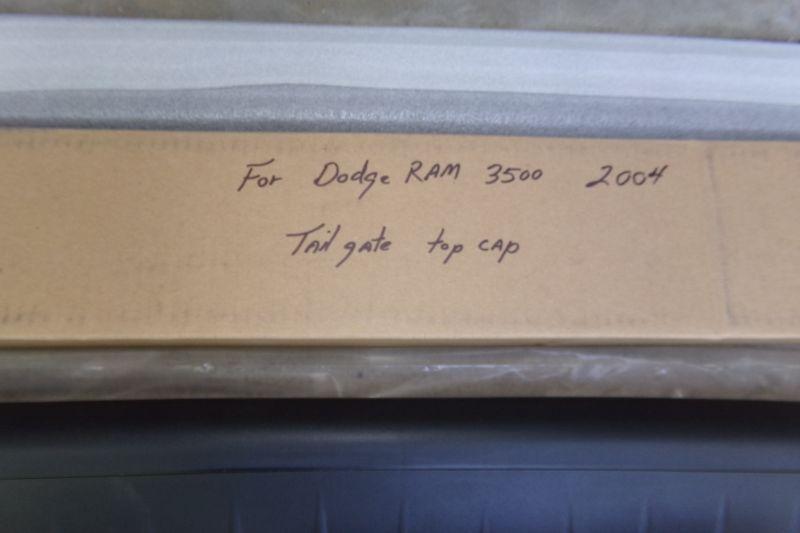 For Dodge RAM 3500 2004
Tailgate top cap